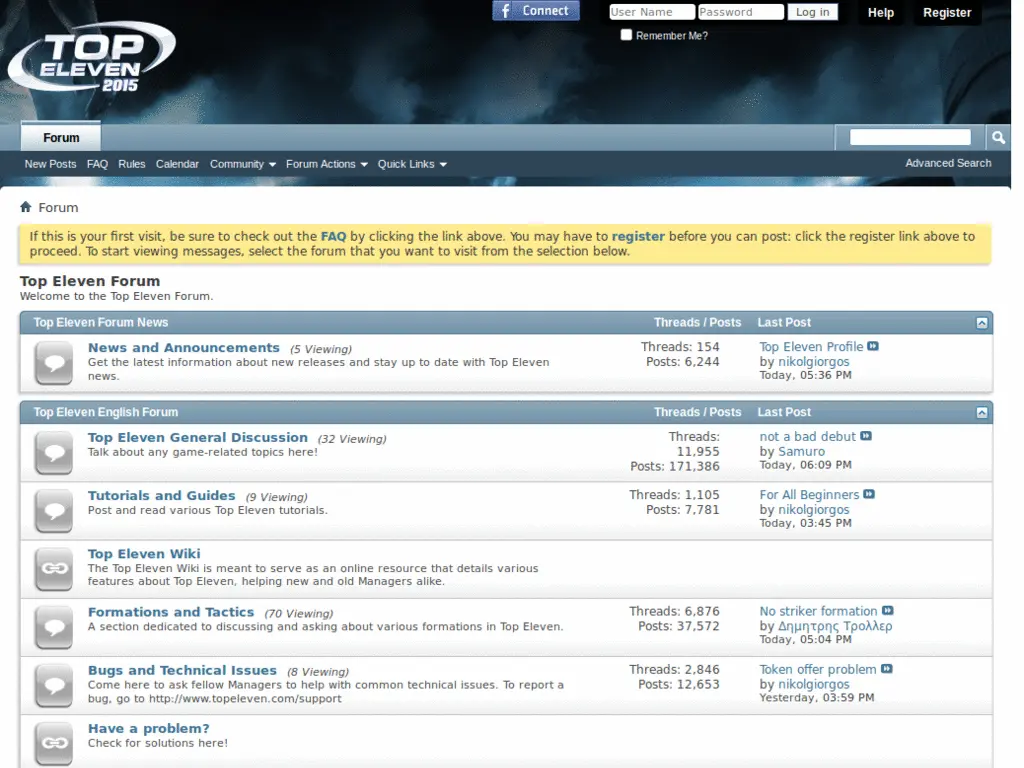 Connect
User Name
Password
Log in
Help
Register
Remember Me?
TOP
ELEVEN
2015
Forum
New Posts FAQ Rules Calendar Community Forum Actions Quick Links
Advanced Search
Forum
If this is your first visit, be sure to check out the FAQ by clicking the link above. You may have to register before you can post: click the register link above to
proceed. To start viewing messages, select the forum that you want to visit from the selection below.
Top Eleven Forum
Welcome to the Top Eleven Forum.
Top Eleven Forum News Threads / Posts Last Post
News and Announcements (5 Viewing)
Get the latest information about new releases and stay up to date with Top Eleven
news.
Threads: 154
Posts: 6,244
Top Eleven Profile
by nikolgiorgos
Today, 05:36 PM
Top Eleven English Forum Threads / Posts Last Post
Top Eleven General Discussion (32 Viewing)
Talk about any game-related topics here!
Threads:
11,955
Posts: 171,386
not a bad debut
by Samuro
Today, 06:09 PM
Tutorials and Guides (9 Viewing)
Post and read various Top Eleven tutorials.
Threads: 1,105
Posts: 7,781
For All Beginners
by nikolgiorgos
Today, 03:45 PM
Top Eleven Wiki
The Top Eleven Wiki is meant to serve as an online resource that details various
features about Top Eleven, helping new and old Managers alike.
Formations and Tactics (70 Viewing)
A section dedicated to discussing and asking about various formations in Top Eleven.
Threads: 6,876
Posts: 37,572
No striker formation
by Δημητρης Τρολλερ
Today, 05:04 PM
Bugs and Technical Issues (8 Viewing)
Come here to ask fellow Managers to help with common technical issues. To report a
bug, go to http://www.topeleven.com/support
Threads: 2,846
Posts: 12,653
Token offer problem
by nikolgiorgos
Yesterday, 03:59 PM
Have a problem?
Check for solutions here!